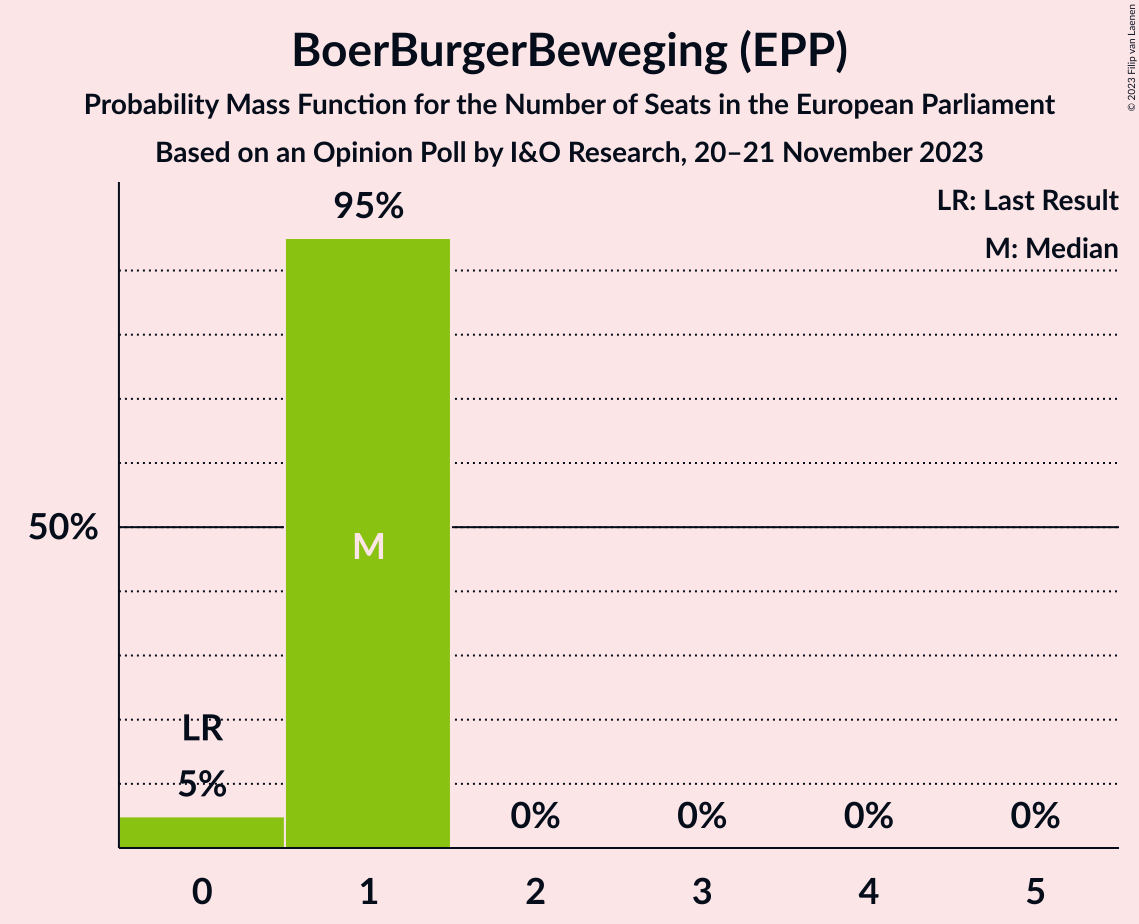 BoerBurgerBeweging (EPP)
Probability Mass Function for the Number of Seats in the European Parliament
Based on an Opinion Poll by I&O Research, 20–21 November 2023
© 2023 Filip van Laenen
LR: Last Result
M: Median
95%
50%
M
LR
5%
0%
0%
0%
0%
0
1
2
3
4
5